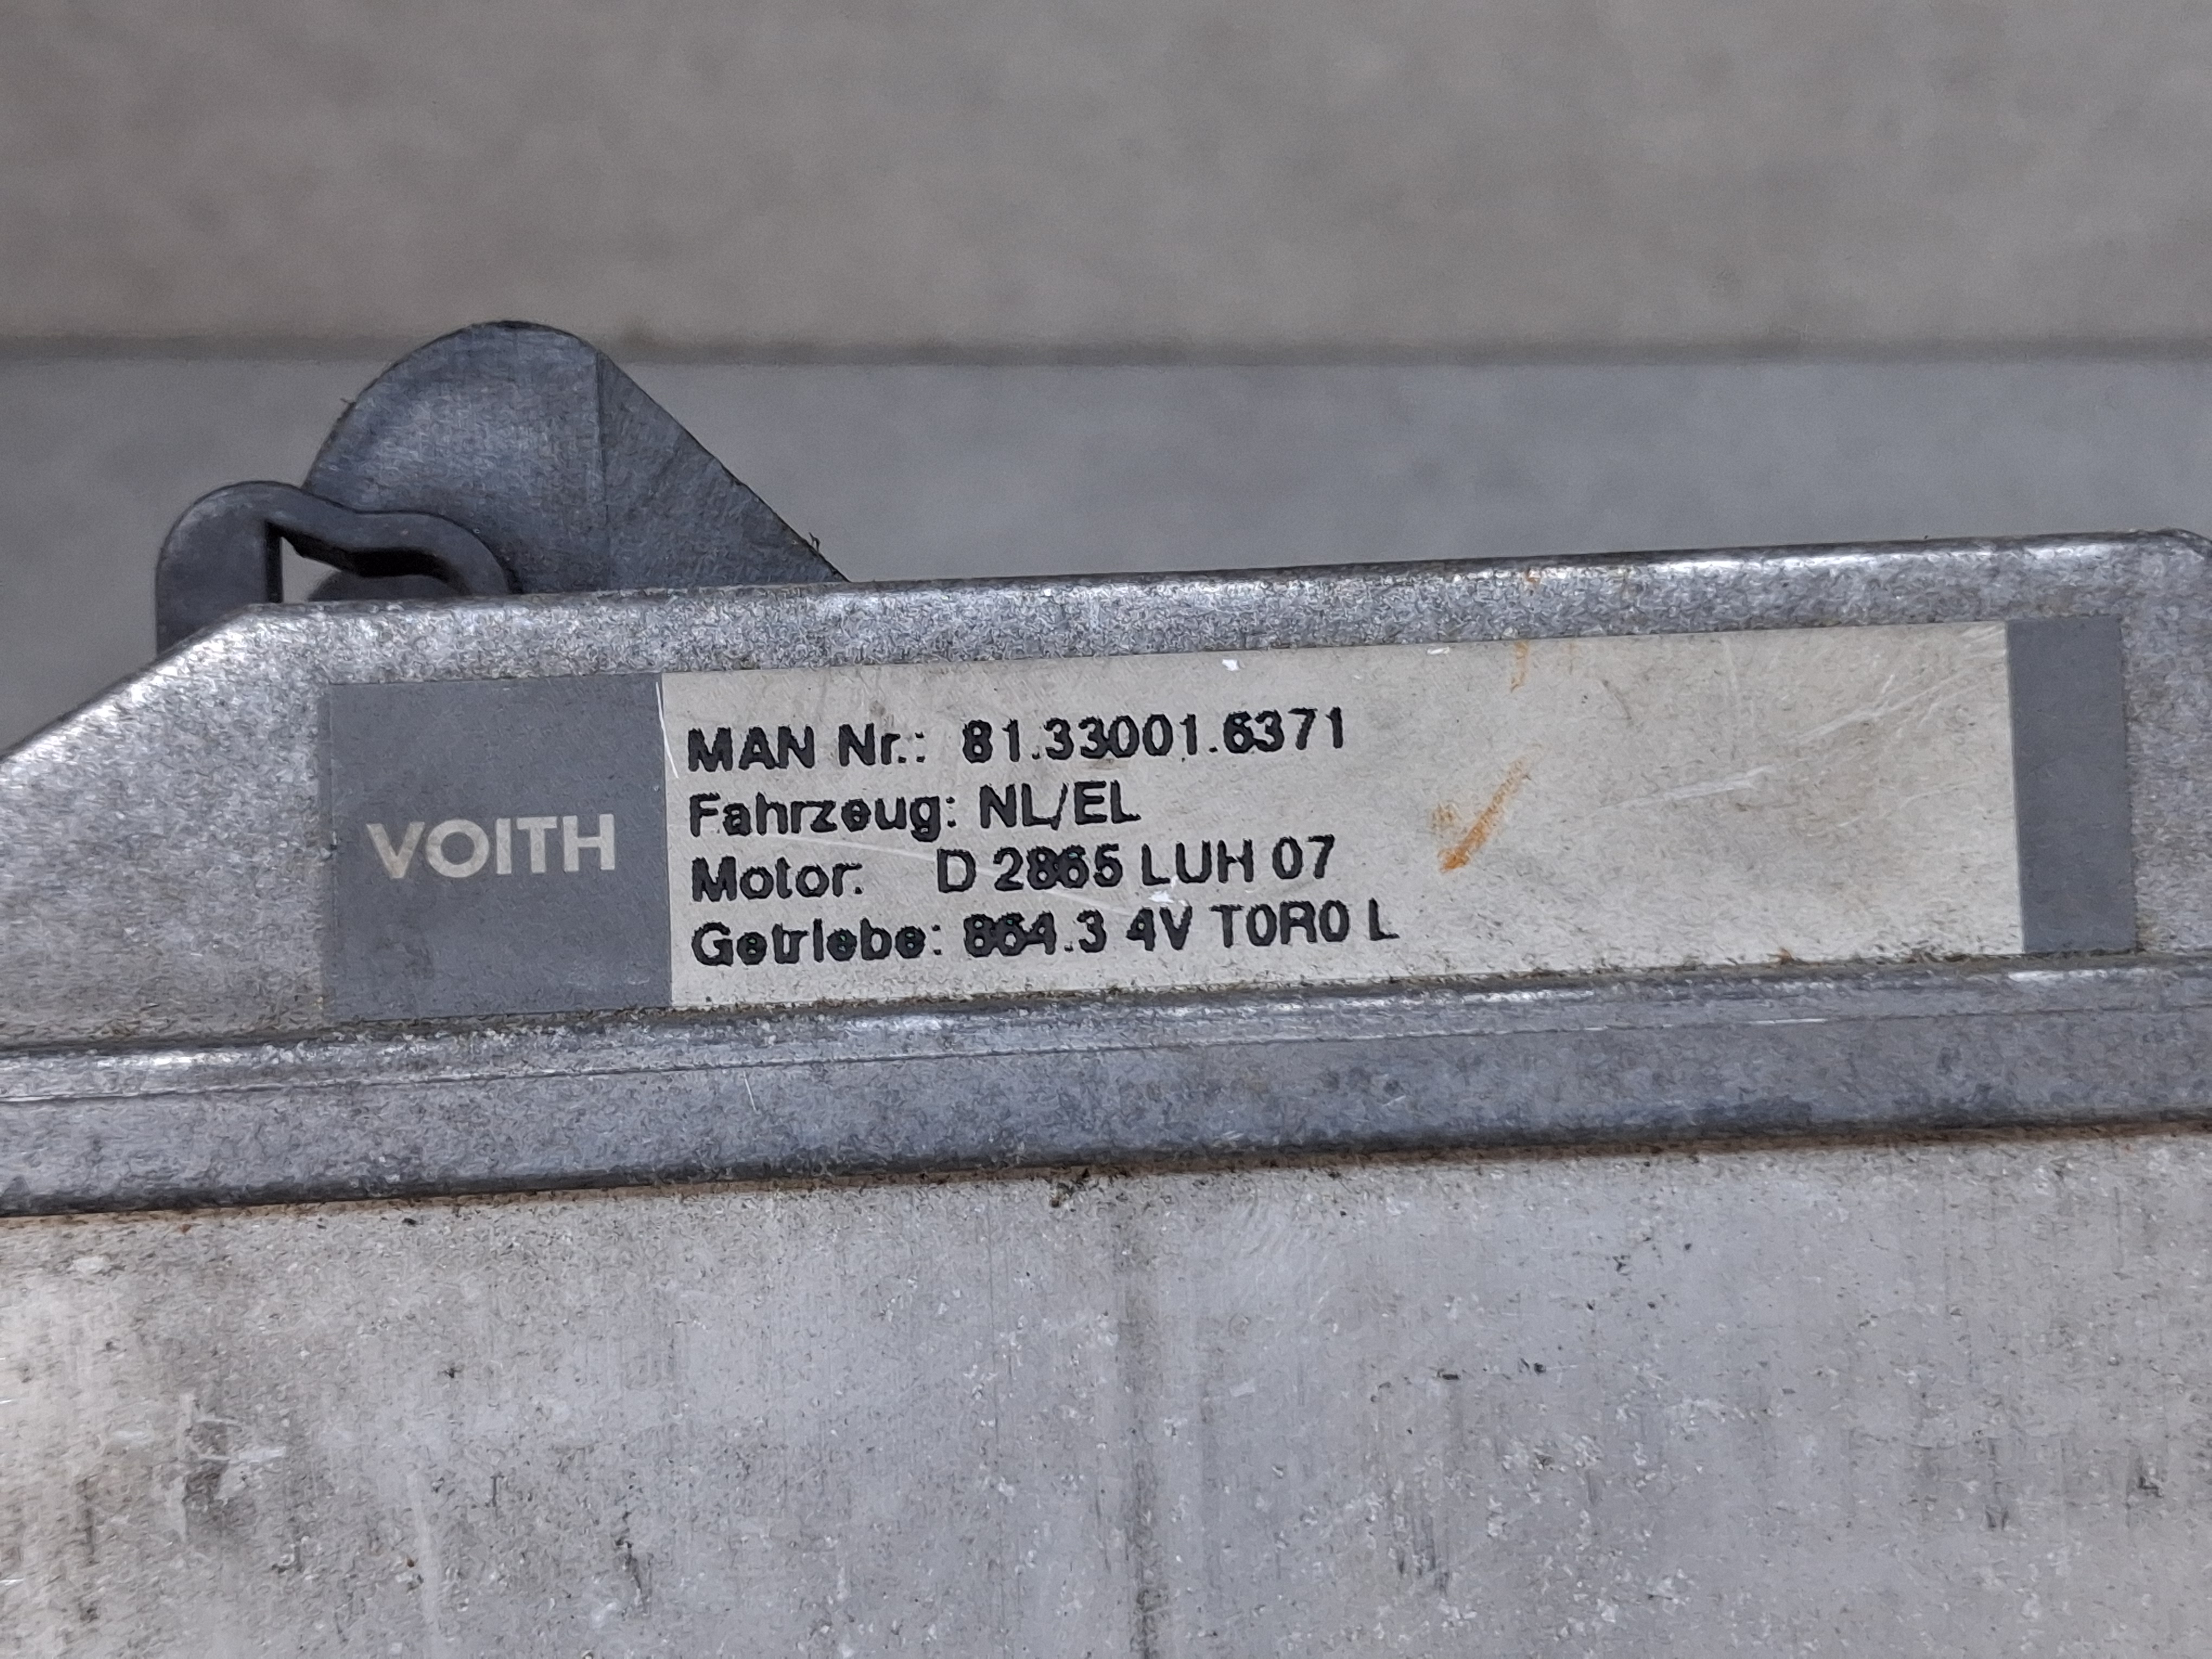 VOITH
MAN Nr.: 81.33001.6371
Fahrzeug: NL/EL
Motor: D 2865 LUH 07
Getriebe: 864.3 4V T0R0 L